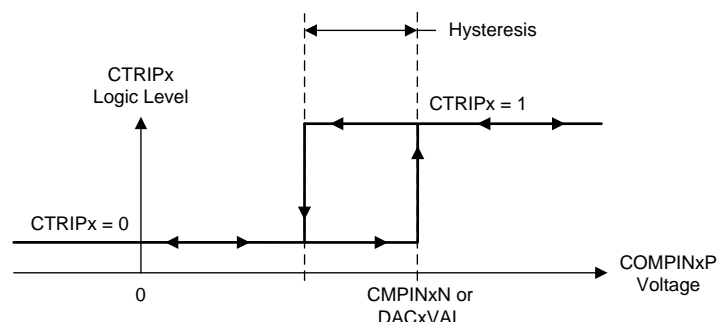 Hysteresis
CTRIPx
Logic Level
CTRIPx = 1
CTRIPx = 0
COMPINxP
Voltage
0
CMPINxN or
DACxVAL